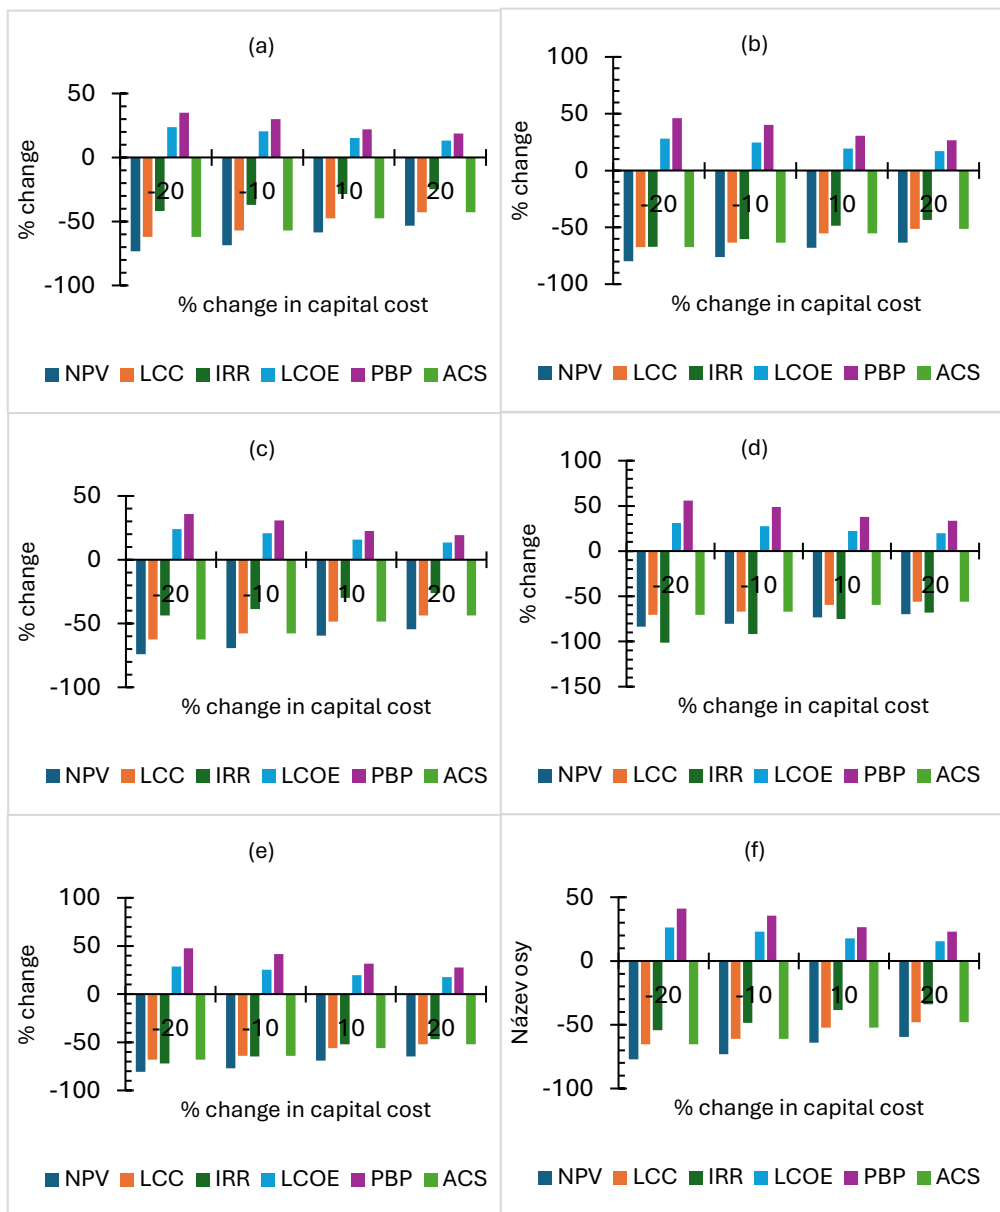 (a)
50
0
-50
-100
% change
-20 -10 10 20
% change in capital cost
NPV LCC IRR LCOE PBP ACS
(b)
100
50
0
-50
-100
% change
-20 -10 10 20
% change in capital cost
NPV LCC IRR LCOE PBP ACS
(c)
50
0
-50
-100
% change
-20 -10 10 20
% change in capital cost
NPV LCC IRR LCOE PBP ACS
(d)
100
50
0
-50
-100
-150
% change
-20 -10 10 20
% change in capital cost
NPV LCC IRR LCOE PBP ACS
(e)
100
50
0
-50
-100
% change
-20 -10 10 20
% change in capital cost
NPV LCC IRR LCOE PBP ACS
(f)
50
0
-50
-100
Název osy
-20 -10 10 20
% change in capital cost
NPV LCC IRR LCOE PBP ACS